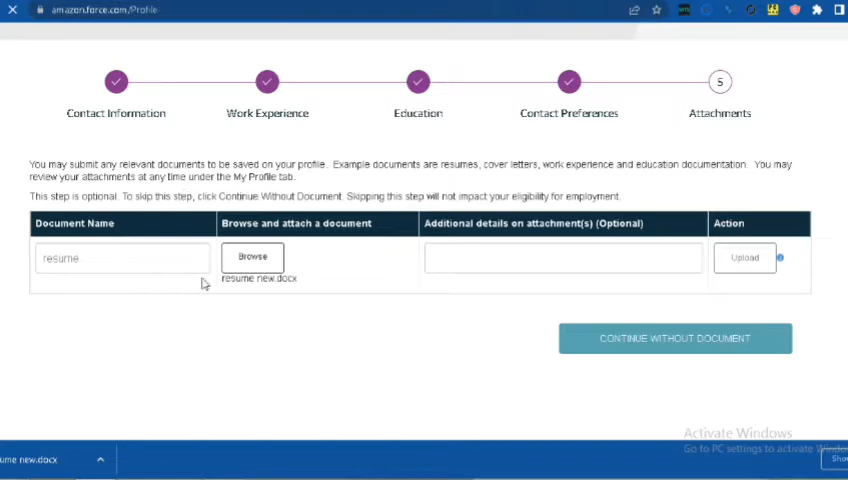 amazon.force.com/Profile
5
Contact Information
Work Experience
Education
Contact Preferences
Attachments
You may submit any relevant documents to be saved on your profile. Example documents are resumes, cover letters, work experience and education documentation. You may
review your attachments at any time under the My Profile tab.
This step is optional. To skip this step, click Continue Without Document. Skipping this step will not impact your eligibility for employment.
Document Name
Browse and attach a document
Additional details on attachment(s) (Optional)
Action
resume
Browse
Upload
resume new.docx
CONTINUE WITHOUT DOCUMENT
Activate Windows
Go to PC settings to activate Windows
ume new.docx
Sho